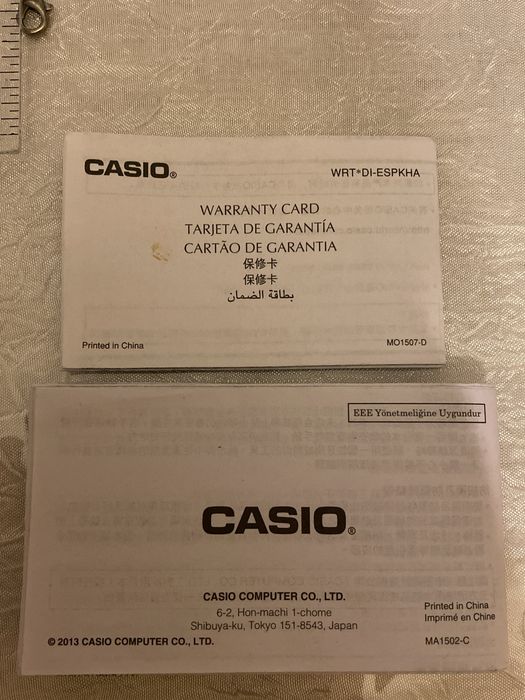 CASIO®
WRT*DI-ESPKHA
WARRANTY CARD
TARJETA DE GARANTÍA
CARTÃO DE GARANTIA
保修卡
保修卡
بطاقة الضمان
Printed in China
MO1507-D
EEE Yönetmeliğine Uygundur
CASIO®
CASIO COMPUTER CO., LTD.
6-2, Hon-machi 1-chome
Shibuya-ku, Tokyo 151-8543, Japan
Printed in China
Imprimé en Chine
© 2013 CASIO COMPUTER CO., LTD.
MA1502-C